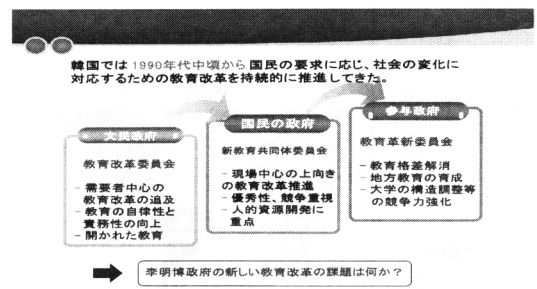 韓国では 1990年代中頃から 国民の要求に応じ、社会の変化に
対応するための教育改革を持続的に推進してきた。
文民政府
教育改革委員会
- 需要者中心の
教育改革の追及
- 教育の自律性と
責務性の向上
- 開かれた教育
国民の政府
新教育共同体委員会
- 現場中心の上向き
の教育改革推進
- 優秀性、競争重視
- 人的資源開発に
重点
参与政府
教育革新委員会
- 教育格差解消
- 地方教育の育成
- 大学の構造調整等
の競争力強化
李明博政府の新しい教育改革の課題は何か？